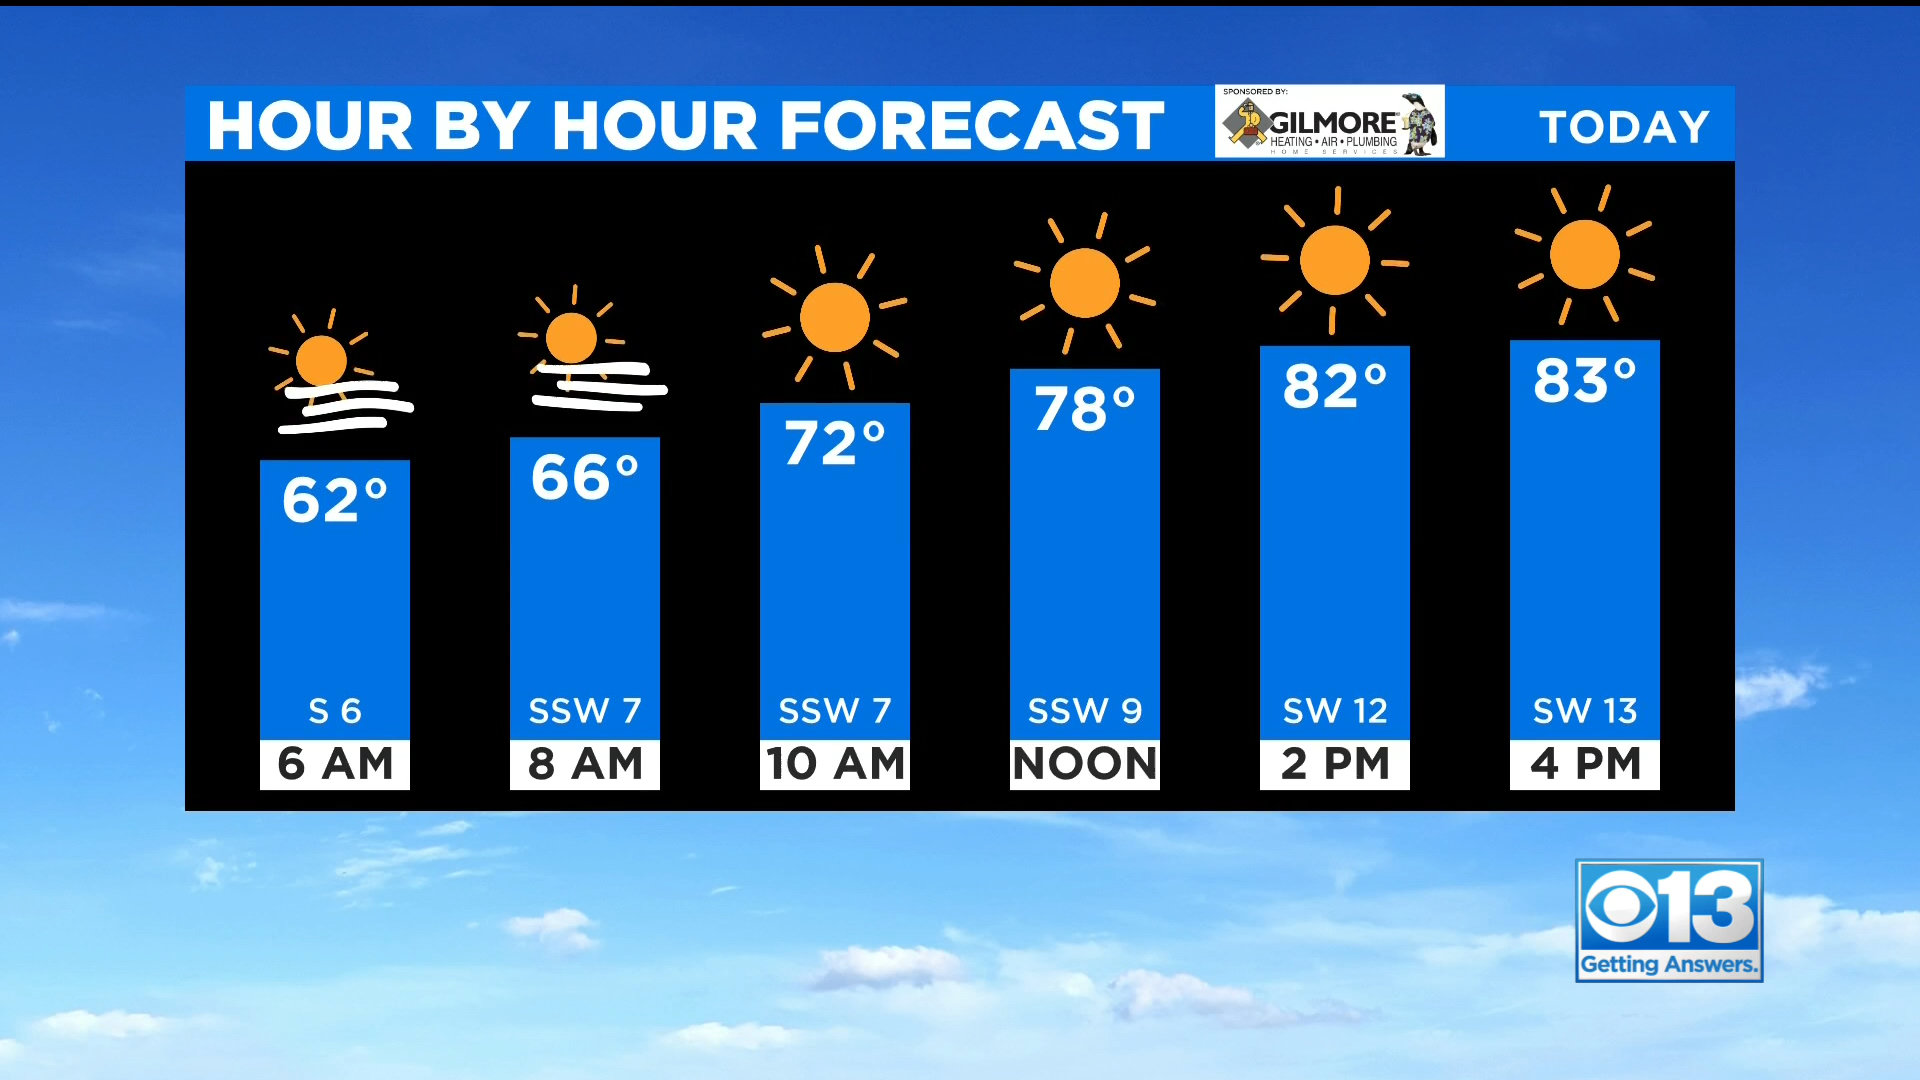 HOUR BY HOUR FORECAST
SPONSORED BY:
GILMORE
HEATING • AIR • PLUMBING
HOME SERVICES
TODAY
62° 66° 72° 78° 82° 83°
S 6 SSW 7 SSW 7 SSW 9 SW 12 SW 13
6 AM 8 AM 10 AM NOON 2 PM 4 PM
13
Getting Answers.